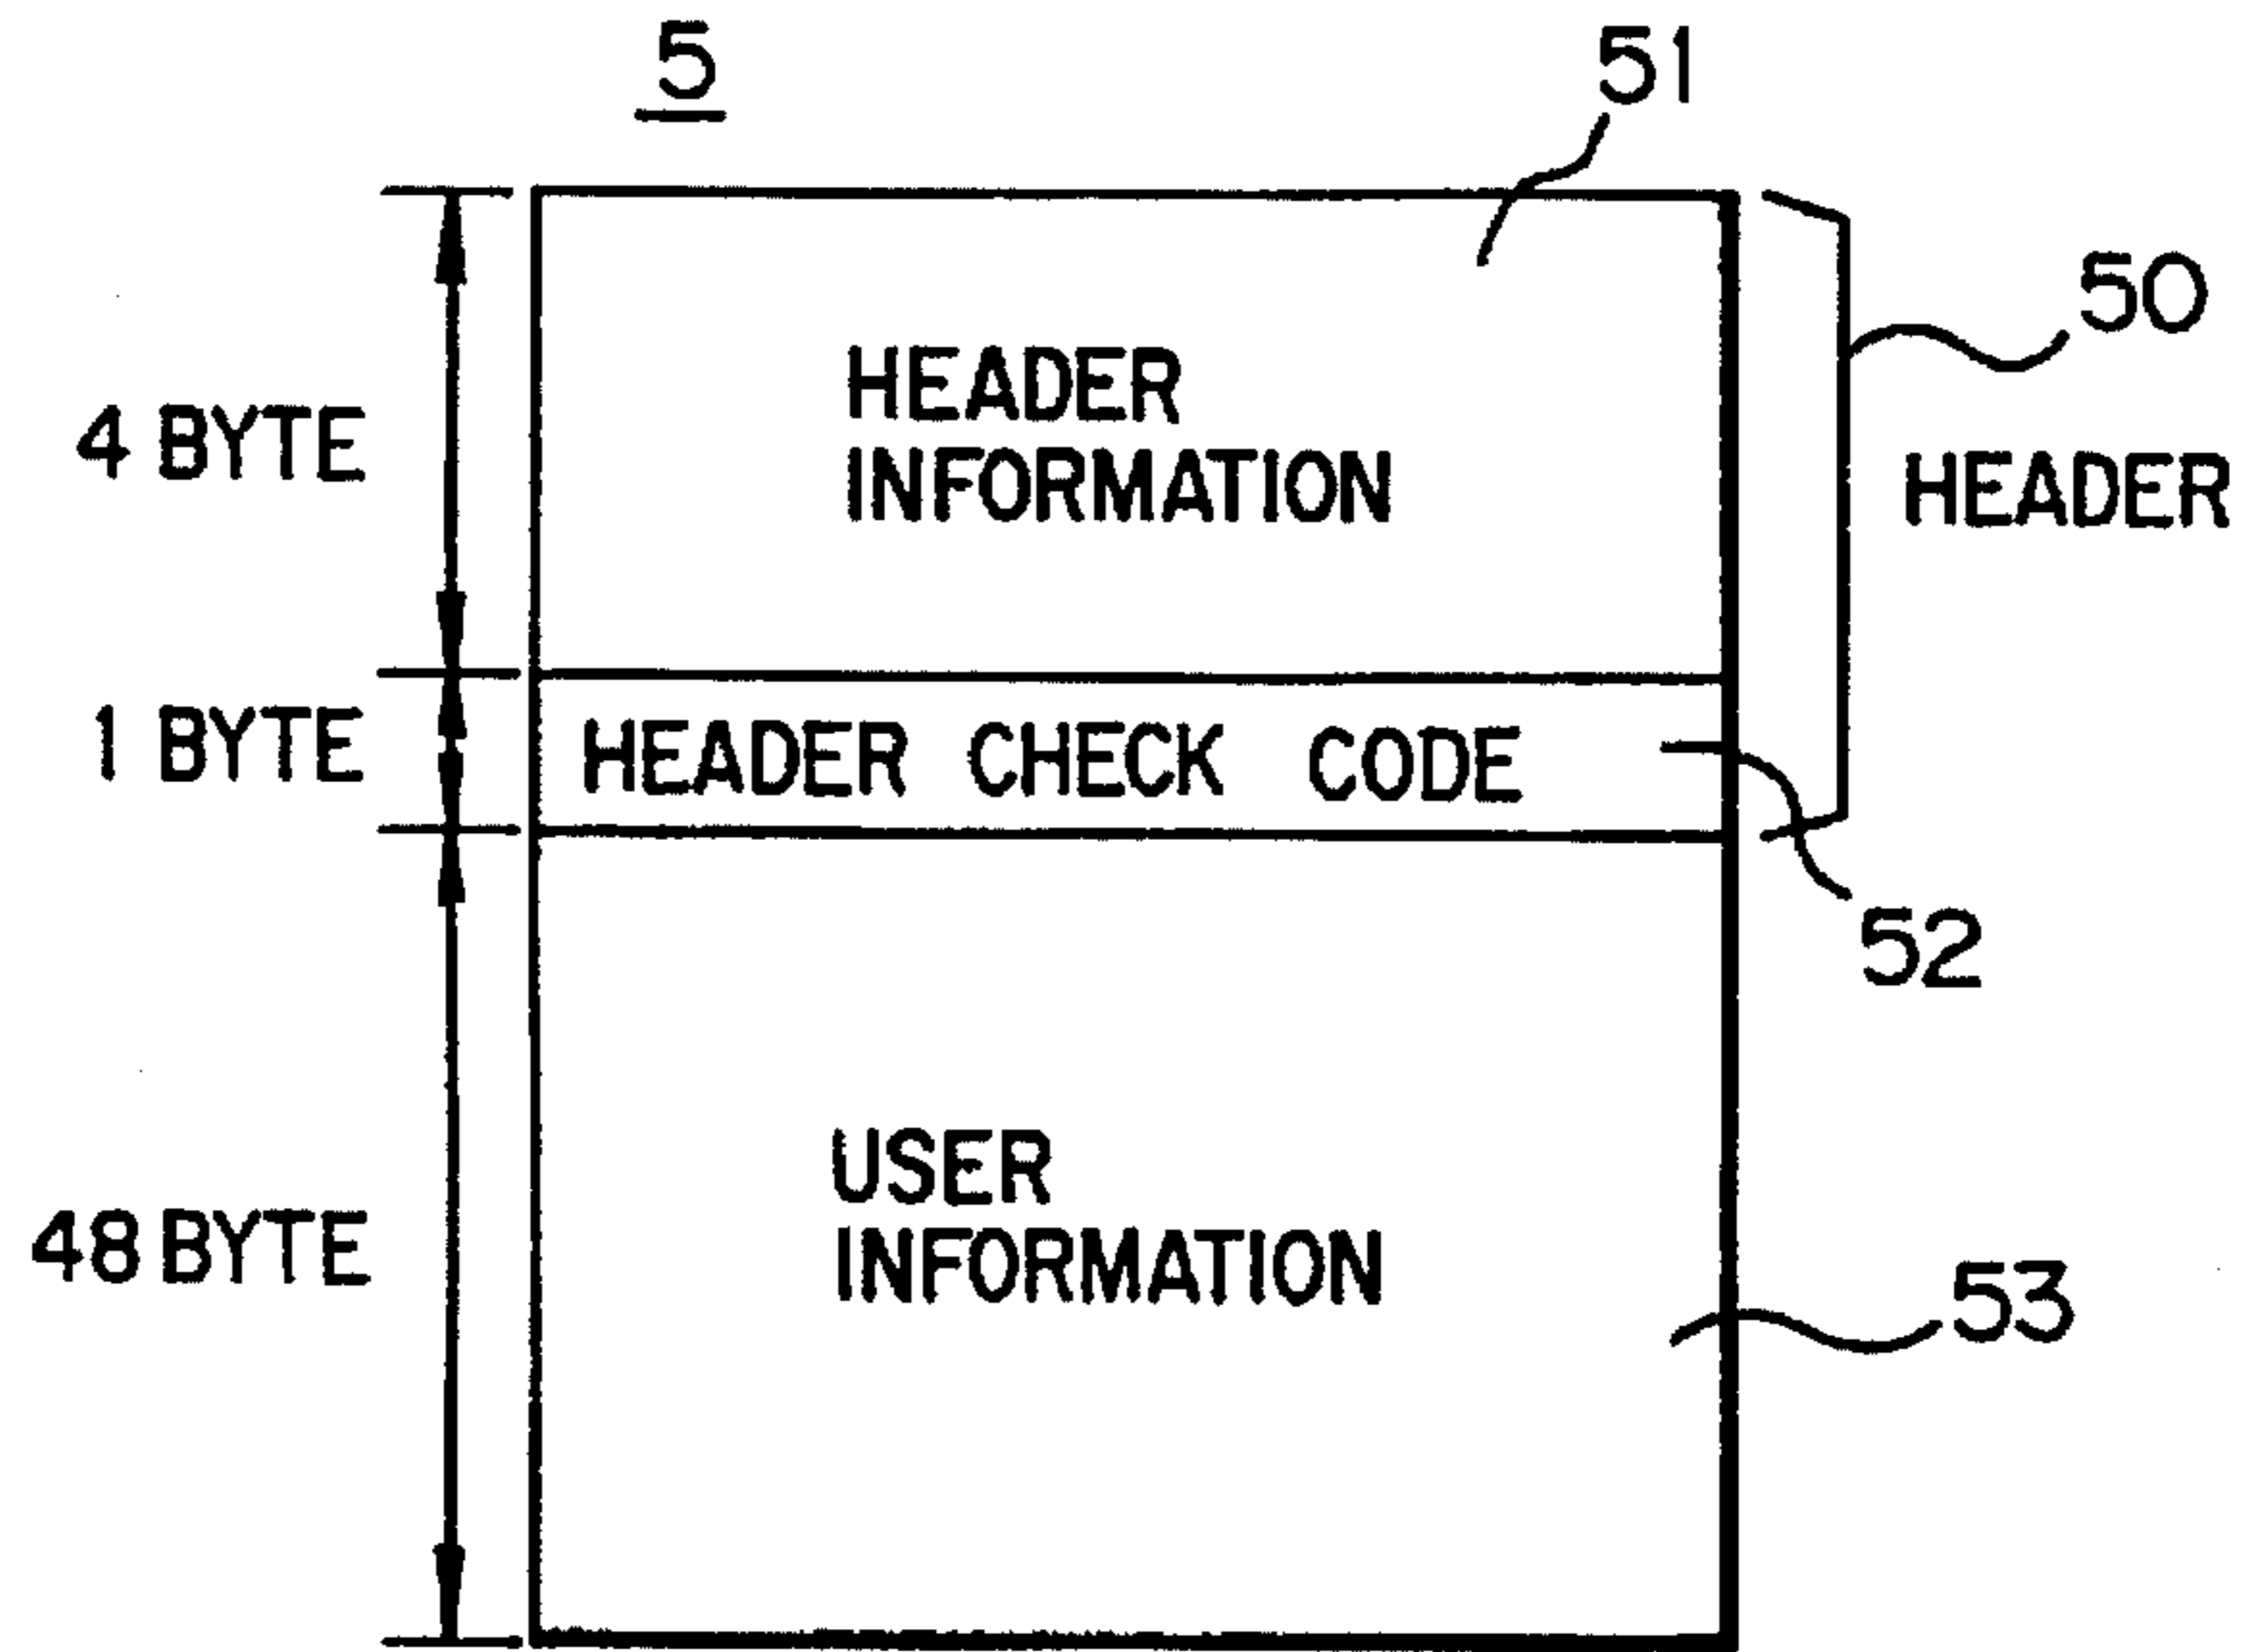 5
51
50
HEADER
4 BYTE
HEADER
INFORMATION
1 BYTE
HEADER CHECK CODE
52
48 BYTE
USER
INFORMATION
53